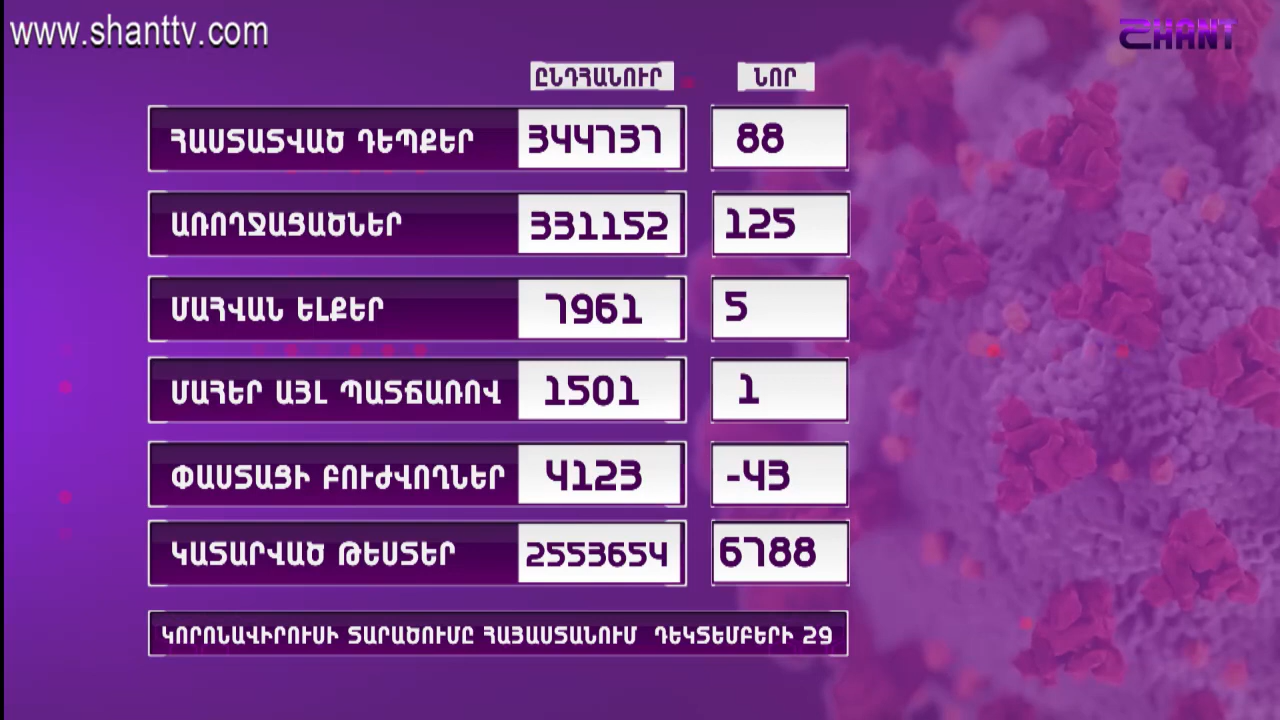 www.shanttv.com
SHANT
ԸՆԴՀԱՆՈՒՐ ՆՈՐ
ՀԱՍՏԱՏՎԱԾ ԴԵՊՔԵՐ 344737 88
ԱՌՈՂՋԱՑԱԾՆԵՐ 331152 125
ՄԱՀՎԱՆ ԵԼՔԵՐ 7961 5
ՄԱՀԵՐ ԱՅԼ ՊԱՏՃԱՌՈՎ 1501 1
ՓԱՍՏԱՑԻ ԲՈՒԺՎՈՂՆԵՐ 4123 -43
ԿԱՏԱՐՎԱԾ ԹԵՍՏԵՐ 2553654 6788
ԿՈՐՈՆԱՎԻՐՈՒՍԻ ՏԱՐԱԾՈՒՄԸ ՀԱՅԱՍՏԱՆՈՒՄ ԴԵԿՏԵՄԲԵՐԻ 29